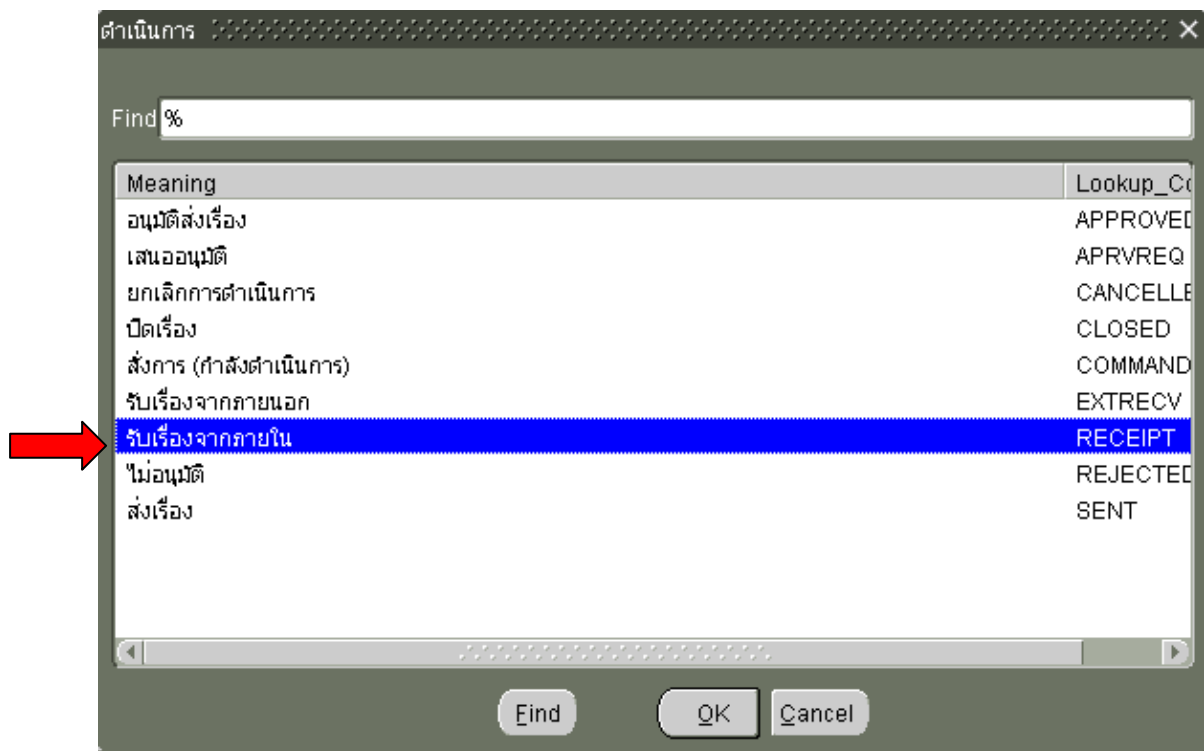 ดำเนินการ
Find %
Meaning Lookup_Co
อนุมัติส่งเรื่อง APPROVED
เสนออนุมัติ APRVREQ
ยกเลิกการดำเนินการ CANCELLE
ปิดเรื่อง CLOSED
สั่งการ (กำลังดำเนินการ) COMMAND
รับเรื่องจากภายนอก EXTRECV
รับเรื่องจากภายใน RECEIPT
ไม่อนุมัติ REJECTED
ส่งเรื่อง SENT
Find OK Cancel